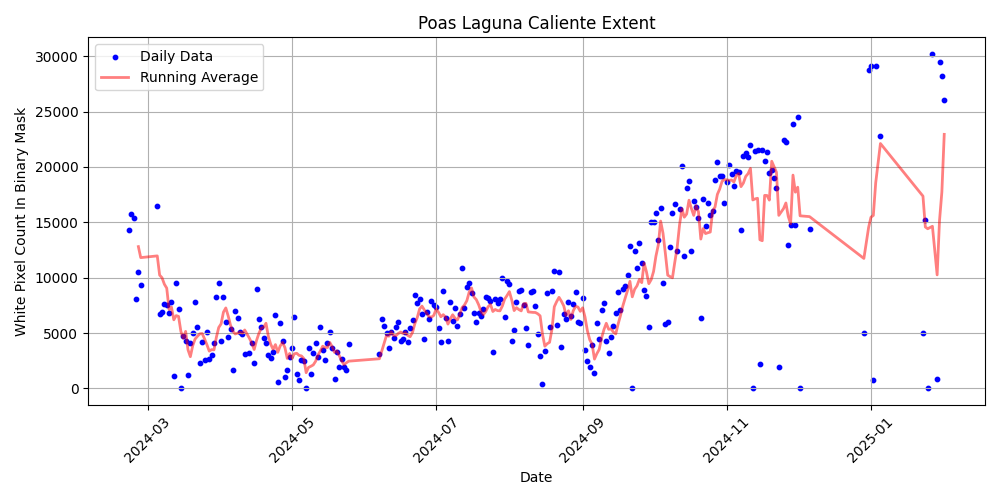 Poas Laguna Caliente Extent
Daily Data
Running Average
White Pixel Count In Binary Mask
30000
25000
20000
15000
10000
5000
0
2024-03
2024-05
2024-07
2024-09
2024-11
2025-01
Date